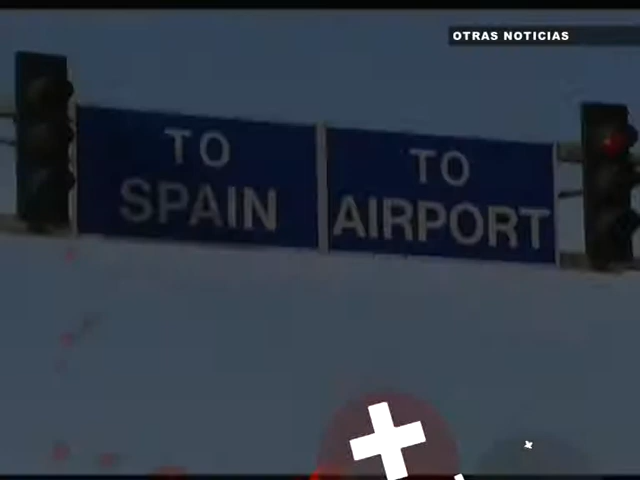 OTRAS NOTICIAS
TO
SPAIN
TO
AIRPORT